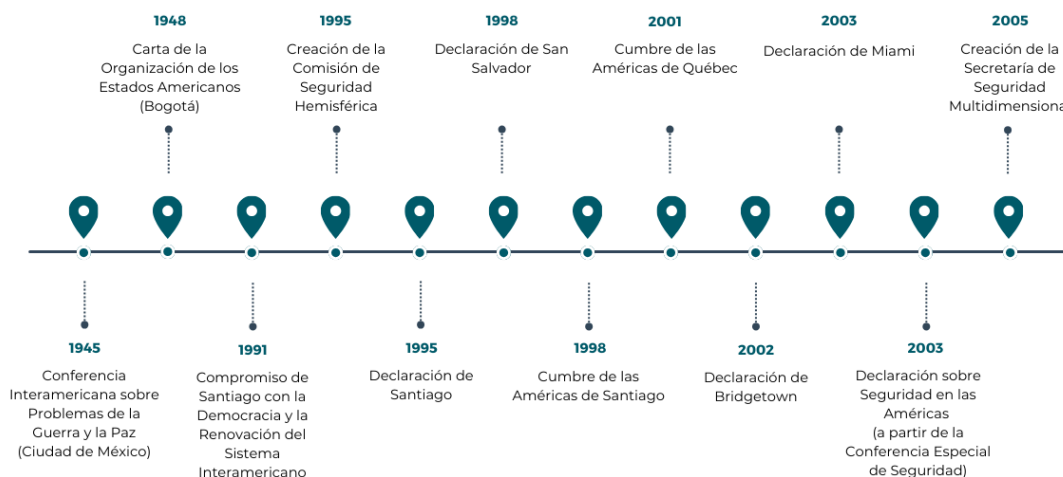 1948
Carta de la
Organización de los
Estados Americanos
(Bogotá)
1995
Creación de la
Comisión de
Seguridad
Hemisférica
1998
Declaración de San
Salvador
2001
Cumbre de las
Américas de Québec
2003
Declaración de Miami
2005
Creación de la
Secretaría de
Seguridad
Multidimensiona
1945
Conferencia
Interamericana sobre
Problemas de la
Guerra y la Paz
(Ciudad de México)
1991
Compromiso de
Santiago con la
Democracia y la
Renovación del
Sistema
Interamericano
1995
Declaración de
Santiago
1998
Cumbre de las
Américas de Santiago
2002
Declaración de
Bridgetown
2003
Declaración sobre
Seguridad en las
Américas
(a partir de la
Conferencia Especial
de Seguridad)